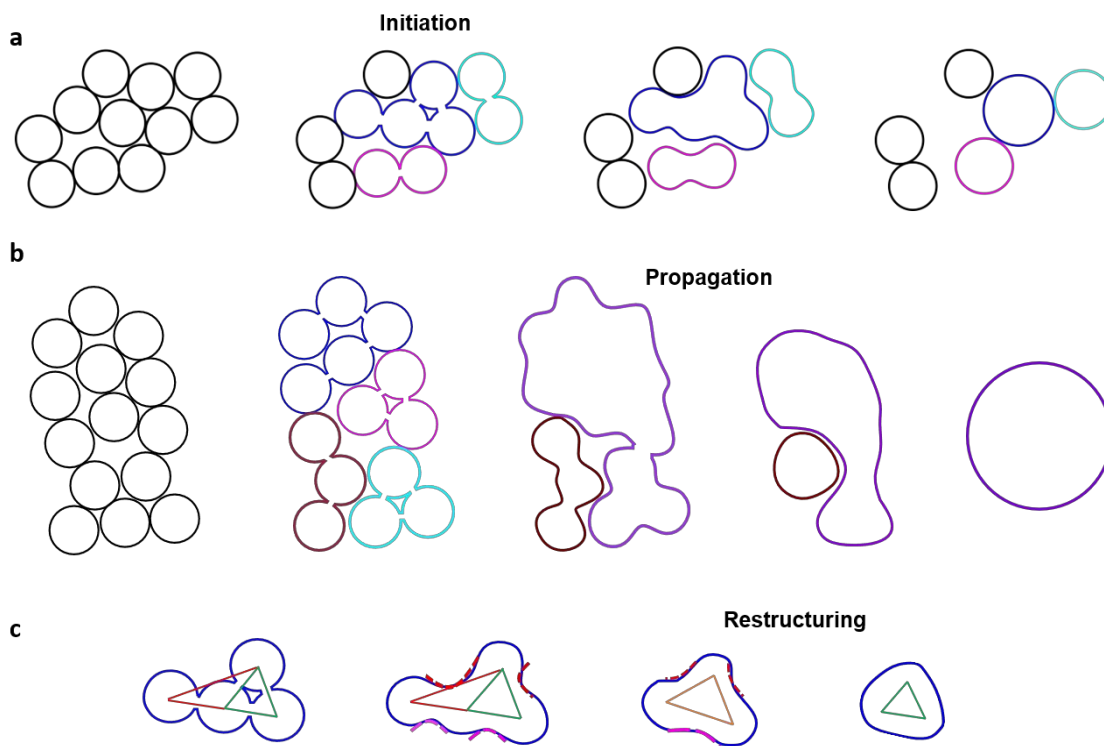 Initiation
a
b
Propagation
c
Restructuring